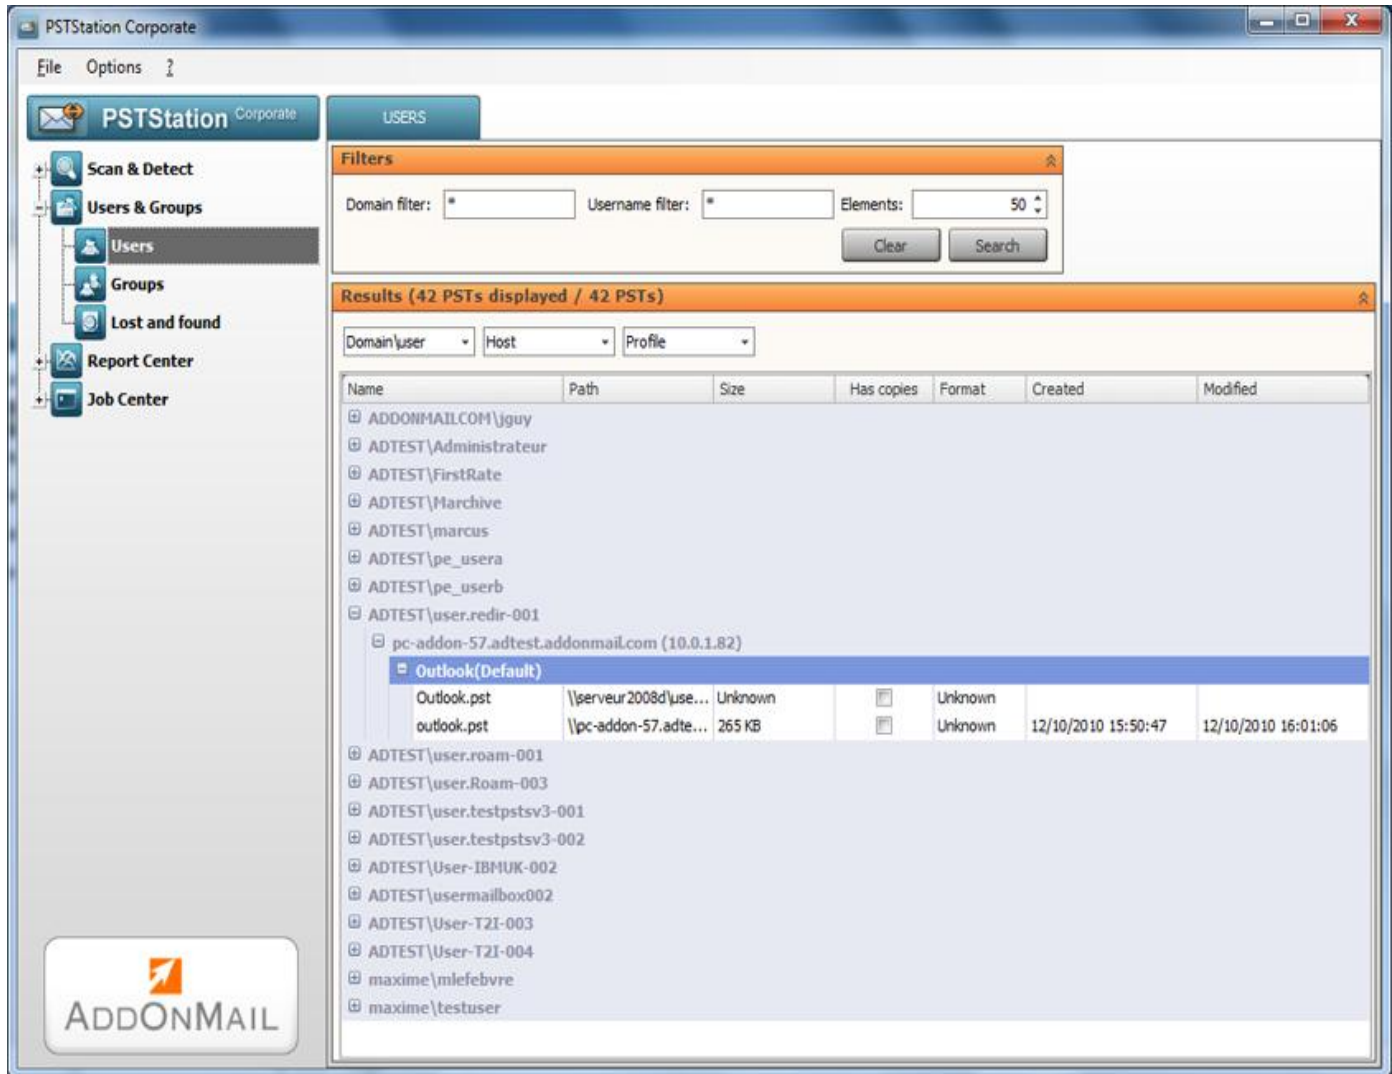 PSTStation Corporate
File Options ?
PSTStation Corporate
USERS
Scan & Detect
Users & Groups
Users
Groups
Lost and found
Report Center
Job Center
Filters
Domain filter: * Username filter: * Elements: 50
Clear Search
Results (42 PSTs displayed / 42 PSTs)
Domain\user Host Profile
Name Path Size Has copies Format Created Modified
ADDONMAILCOM\jguy
ADTEST\Administrateur
ADTEST\FirstRate
ADTEST\Marchive
ADTEST\marcus
ADTEST\pe_usera
ADTEST\pe_userb
ADTEST\user.redir-001
pc-addon-57.adtest.addonmail.com (10.0.1.82)
Outlook(Default)
Outlook.pst \\serveur2008d\use... Unknown Unknown
outlook.pst \\pc-addon-57.adte... 265 KB Unknown 12/10/2010 15:50:47 12/10/2010 16:01:06
ADTEST\user.roam-001
ADTEST\user.Roam-003
ADTEST\user.testpstsv3-001
ADTEST\user.testpstsv3-002
ADTEST\User-IBMUK-002
ADTEST\usermailbox002
ADTEST\User-T2I-003
ADTEST\User-T2I-004
maxime\mlefebvre
maxime\testuser
ADDONMAIL